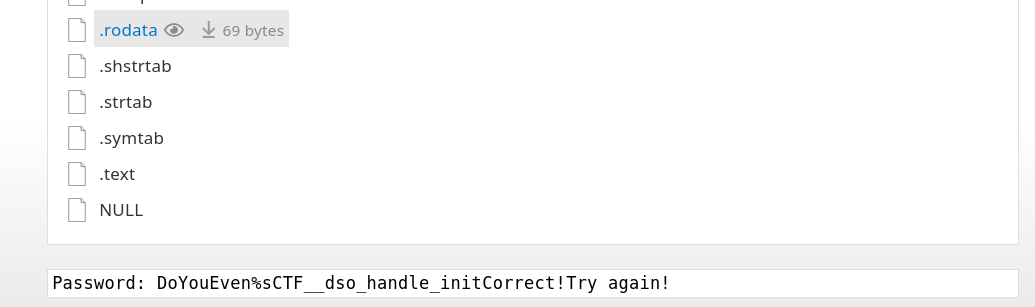 .rodata 69 bytes
.shstrtab
.strtab
.symtab
.text
NULL
Password: DoYouEven%sCTF__dso_handle_initCorrect!Try again!